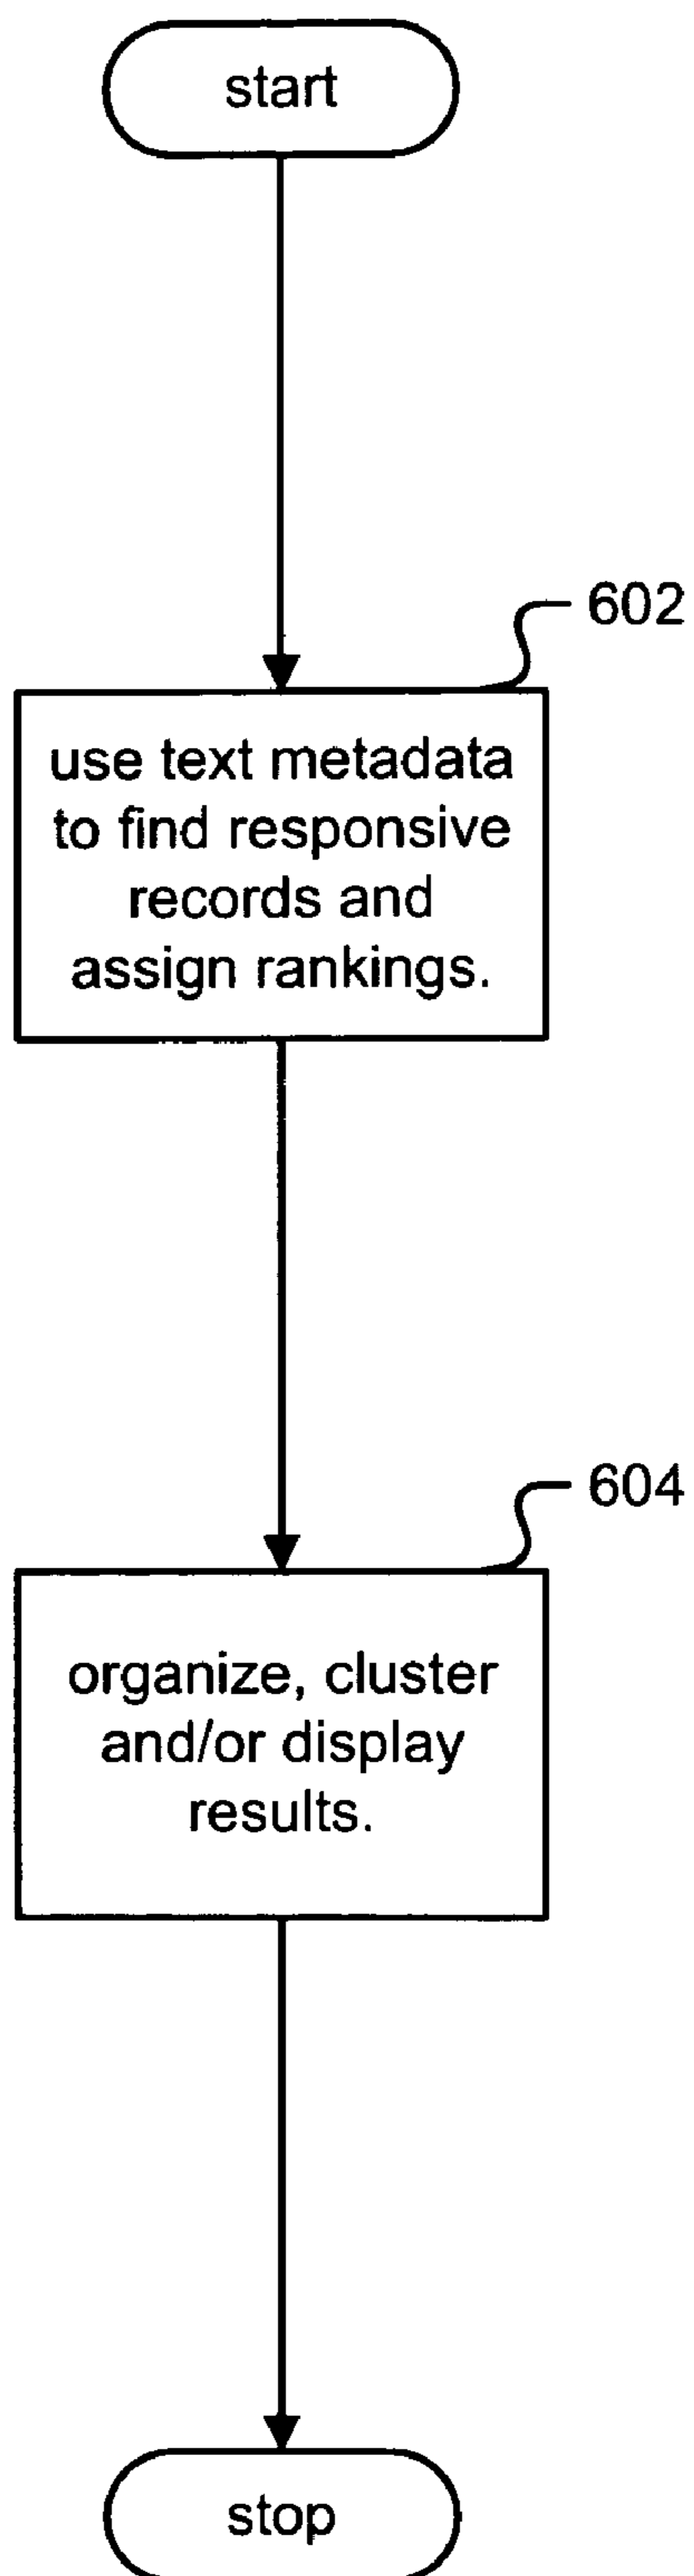 start
602
use text metadata
to find responsive
records and
assign rankings.
604
organize, cluster
and/or display
results.
stop